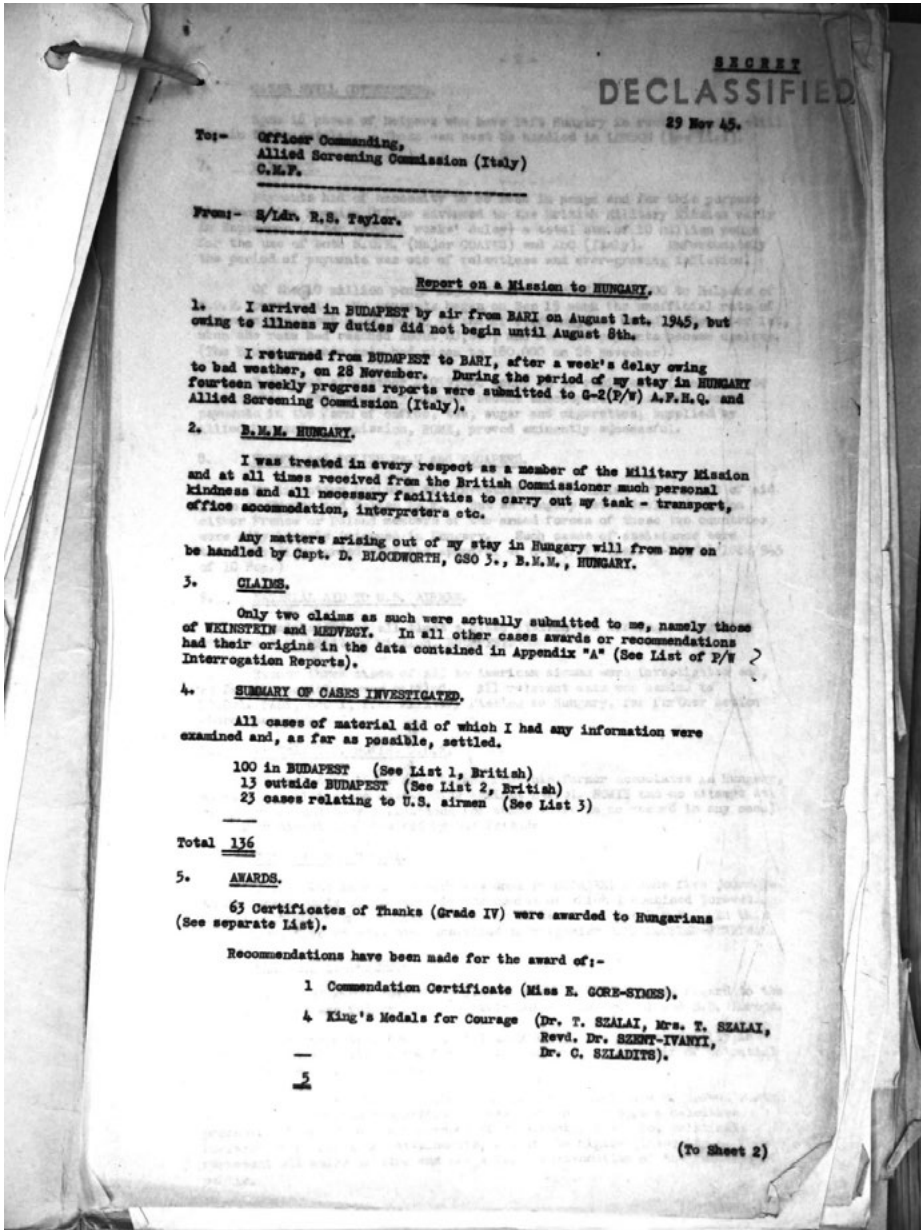 SECRET
DECLASSIFIED
29 Nov 45.
To:- Officer Commanding,
Allied Screening Commission (Italy)
C.M.F.
From:- S/Ldr. R.S. Taylor.
Report on a Mission to HUNGARY.
1. I arrived in BUDAPEST by air from BARI on August 1st. 1945, but
owing to illness my duties did not begin until August 8th.
I returned from BUDAPEST to BARI, after a week's delay owing
to bad weather, on 28 November. During the period of my stay in HUNGARY
fourteen weekly progress reports were submitted to G-2(P/W) A.F.H.Q. and
Allied Screening Commission (Italy).
2. B.M.M. HUNGARY.
I was treated in every respect as a member of the Military Mission
and at all times received from the British Commissioner much personal
kindness and all necessary facilities to carry out my task - transport,
office accommodation, interpreters etc.
Any matters arising out of my stay in Hungary will from now on
be handled by Capt. D. BLOODWORTH, GSO 3., B.M.M., HUNGARY.
3. CLAIMS.
Only two claims as such were actually submitted to me, namely those
of WEINSTEIN and MEDVEGY. In all other cases awards or recommendations
had their origins in the data contained in Appendix "A" (See List of P/W
Interrogation Reports).
4. SUMMARY OF CASES INVESTIGATED.
All cases of material aid of which I had any information were
examined and, as far as possible, settled.
100 in BUDAPEST (See List 1, British)
13 outside BUDAPEST (See List 2, British)
23 cases relating to U.S. airmen (See List 3)
Total 136
5. AWARDS.
63 Certificates of Thanks (Grade IV) were awarded to Hungarians
(See separate List).
Recommendations have been made for the award of:-
1 Commendation Certificate (Miss E. GORE-SYMES).
4 King's Medals for Courage (Dr. T. SZALAI, Mrs. T. SZALAI,
Revd. Dr. SZENT-IVANYI,
Dr. C. SZLADITS).
5
(To Sheet 2)